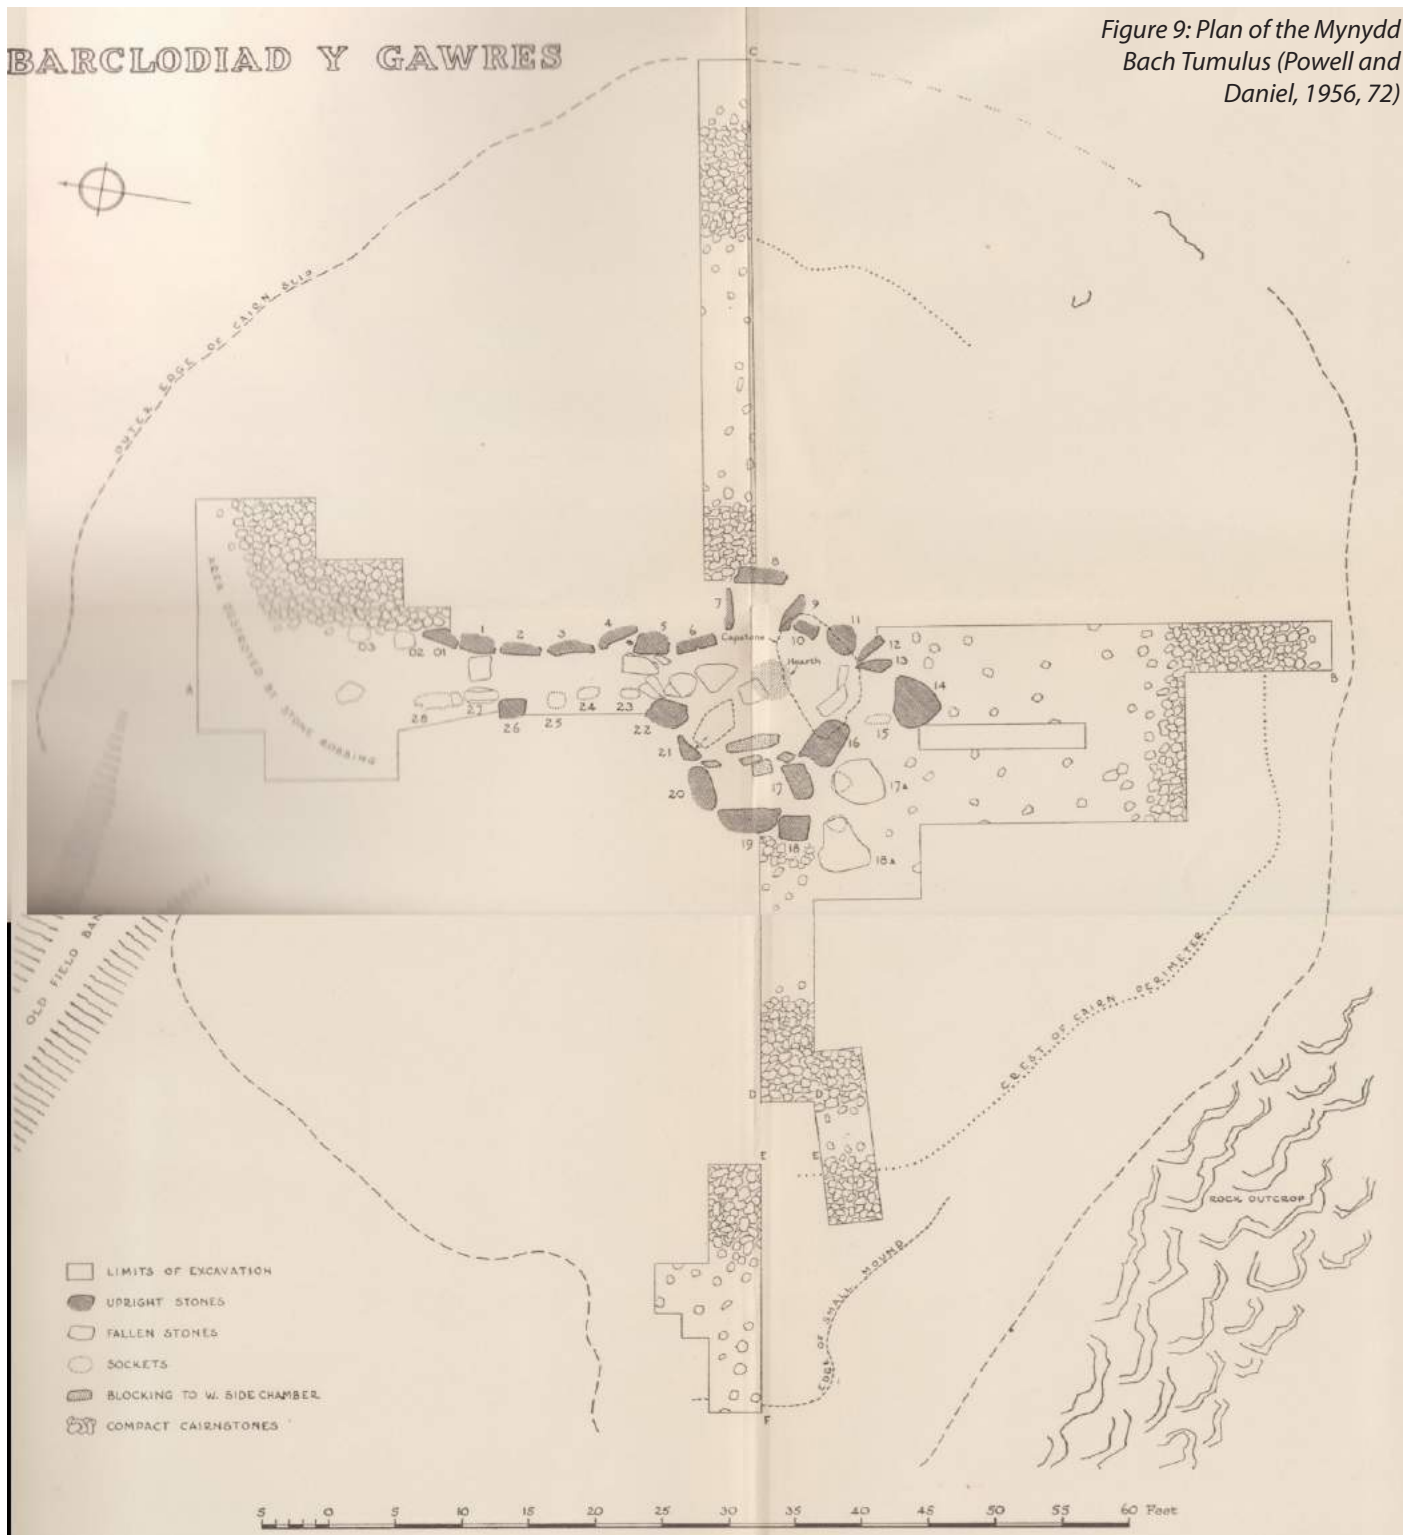 Figure 9: Plan of the Mynydd
Bach Tumulus (Powell and
Daniel, 1956, 72)
BARCLODIAD Y GAWRES
C
OUTER EDGE OF CAIRN SLIP
AREA DESTROYED BY STONE ROBBING
A
8
7
9
Capstone
10
11
12
13
Hearth
03
02
01
1
2
3
4
5
6
14
15
16
B
28
27
26
25
24
23
22
21
20
17
17A
19
18
18A
OLD FIELD BAN
CREST OF CAIRN PERIMETER
D
D
E
E
ROCK OUTCROP
EDGE OF SMALL MOUND
F
LIMITS OF EXCAVATION
UPRIGHT STONES
FALLEN STONES
SOCKETS
BLOCKING TO W. SIDE CHAMBER
COMPACT CAIRNSTONES
5 0 5 10 15 20 25 30 35 40 45 50 55 60 Feet